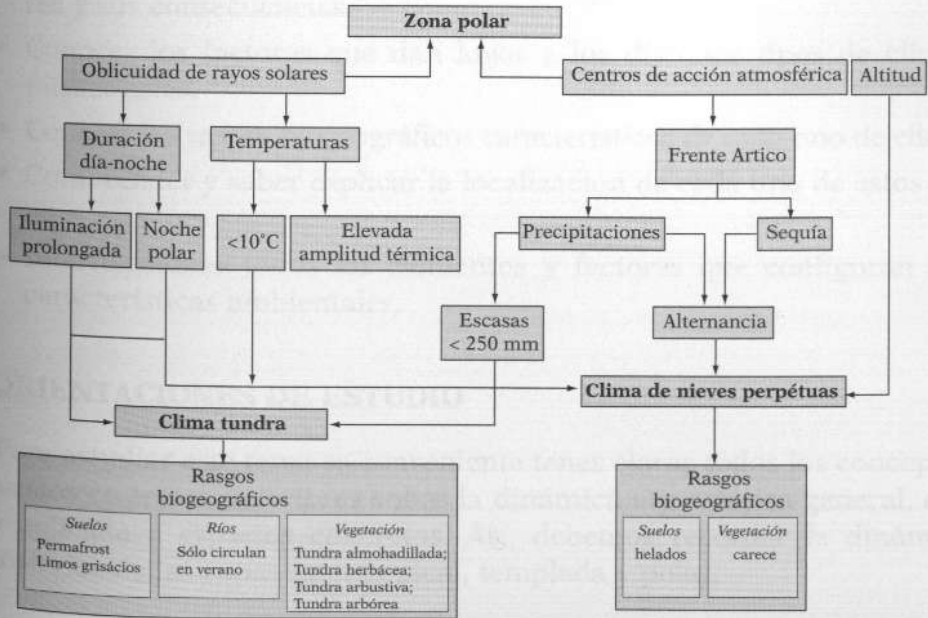 Zona polar
Oblicuidad de rayos solares
Centros de acción atmosférica
Altitud
Duración
día-noche
Temperaturas
Frente Artico
Iluminación
prolongada
Noche
polar
<10°C
Elevada
amplitud térmica
Precipitaciones
Sequía
Escasas
< 250 mm
Alternancia
Clima de nieves perpétuas
Clima tundra
Rasgos
biogeográficos
Suelos
Permafrost
Limos grisácios
Ríos
Sólo circulan
en verano
Vegetación
Tundra almohadillada;
Tundra herbácea;
Tundra arbustiva;
Tundra arbórea
Rasgos
biogeográficos
Suelos
helados
Vegetación
carece